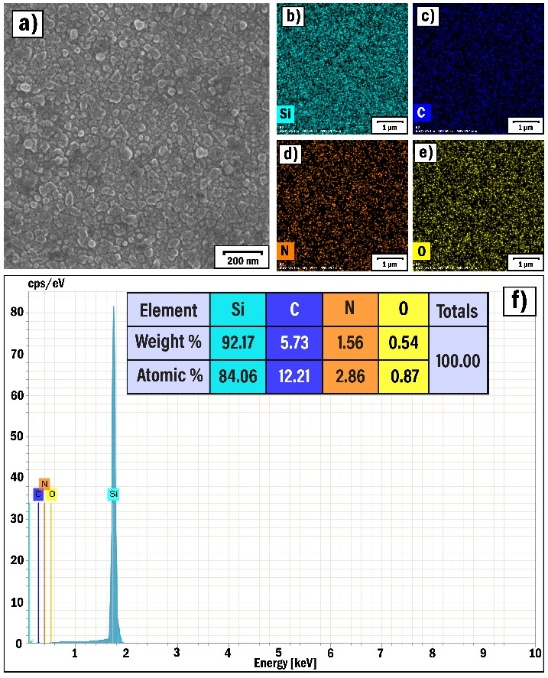 a)
200 nm
b)
Si
1 µm
c)
C
1 µm
d)
N
1 µm
e)
O
1 µm
f)
cps/eV
Element Si C N O Totals
Weight % 92.17 5.73 1.56 0.54 100.00
Atomic % 84.06 12.21 2.86 0.87
80
70
60
50
40
30
20
10
0
N
C O Si
1 2 3 4 5 6 7 8 9 10
Energy [keV]